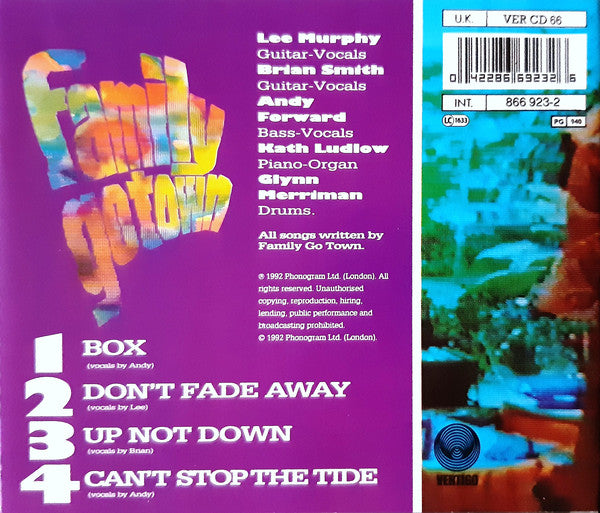 Family
gotown
Lee Murphy
Guitar-Vocals
Brian Smith
Guitar-Vocals
Andy
Forward
Bass-Vocals
Kath Ludlow
Piano-Organ
Glynn
Merriman
Drums.
All songs written by
Family Go Town.
℗ 1992 Phonogram Ltd. (London). All
rights reserved. Unauthorised
copying, reproduction, hiring,
lending, public performance and
broadcasting prohibited.
© 1992 Phonogram Ltd. (London).
1 BOX
(vocals by Andy)
2 DON'T FADE AWAY
(vocals by Lee)
3 UP NOT DOWN
(vocals by Brian)
4 CAN'T STOP THE TIDE
(vocals by Andy)
U.K. VER CD 66
0 42286 69232 6
INT. 866 923-2
LC 1633 PG 140
VERTIGO